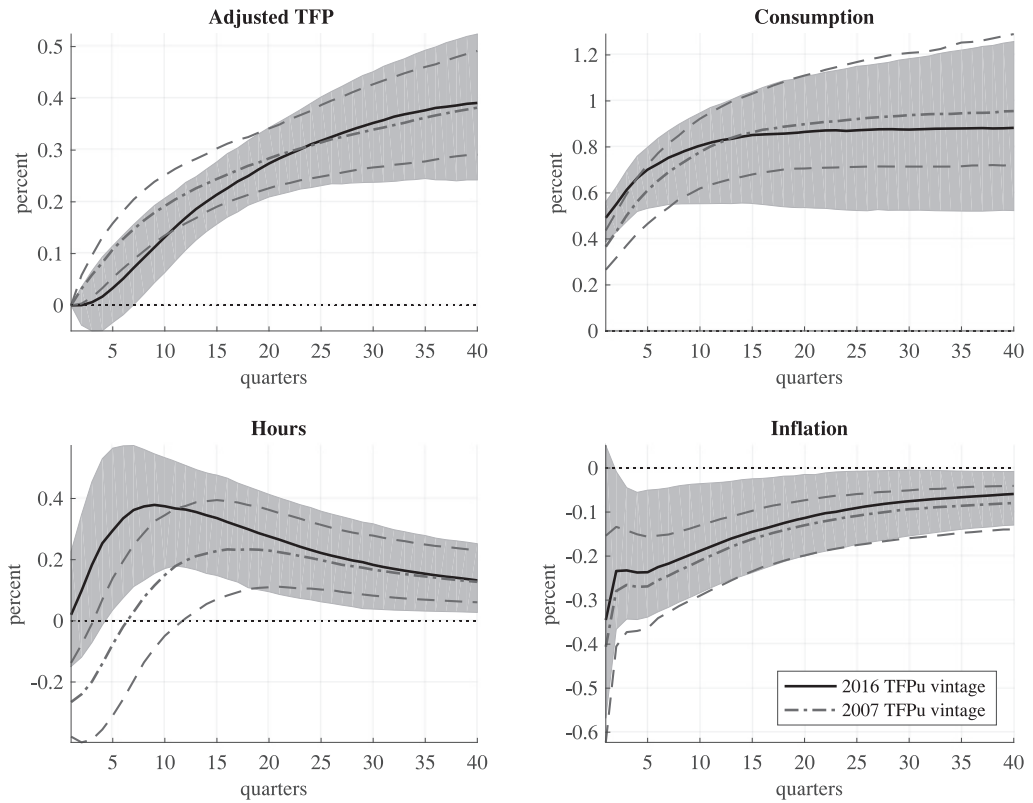 Adjusted TFP
percent
0.5
0.4
0.3
0.2
0.1
0
5 10 15 20 25 30 35 40
quarters
Consumption
percent
1.2
1
0.8
0.6
0.4
0.2
0
5 10 15 20 25 30 35 40
quarters
Hours
percent
0.4
0.2
0
-0.2
5 10 15 20 25 30 35 40
quarters
Inflation
percent
0
-0.1
-0.2
-0.3
-0.4
-0.5
-0.6
2016 TFPu vintage
2007 TFPu vintage
5 10 15 20 25 30 35 40
quarters